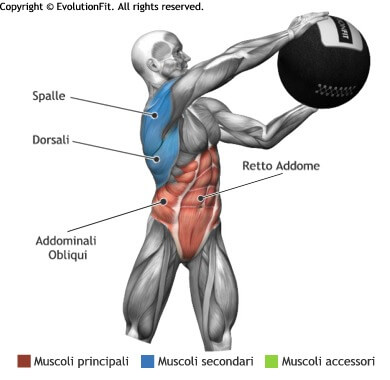 Copyright © EvolutionFit. All rights reserved.
Spalle
Dorsali
Retto Addome
Addominali
Obliqui
Muscoli principali
Muscoli secondari
Muscoli accessori